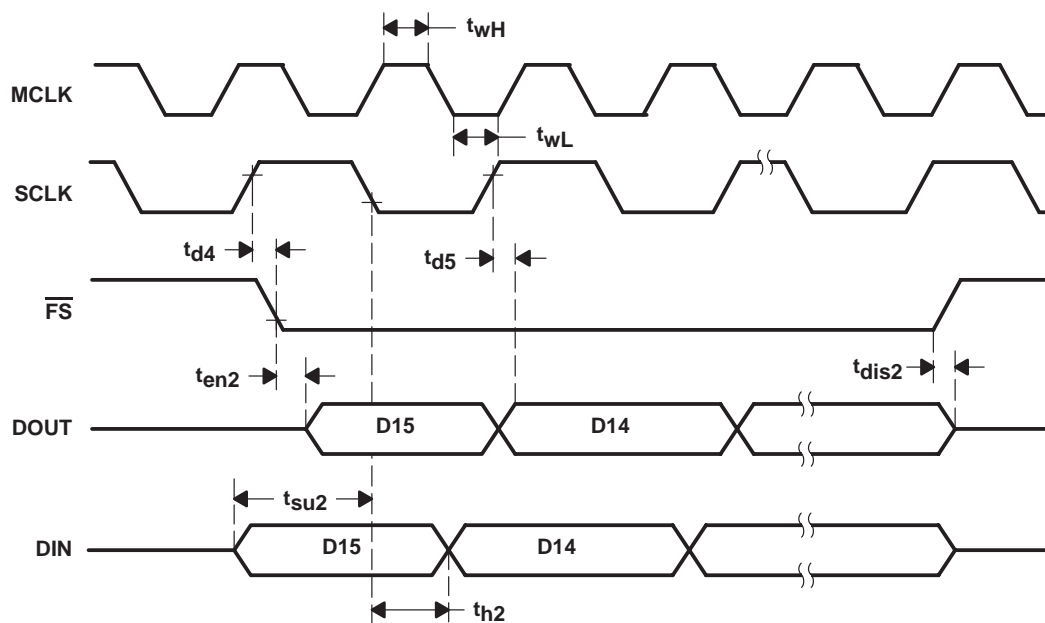 twH
MCLK
twL
SCLK
td4
td5
FS
ten2
tdis2
DOUT
D15
D14
tsu2
DIN
D15
D14
th2